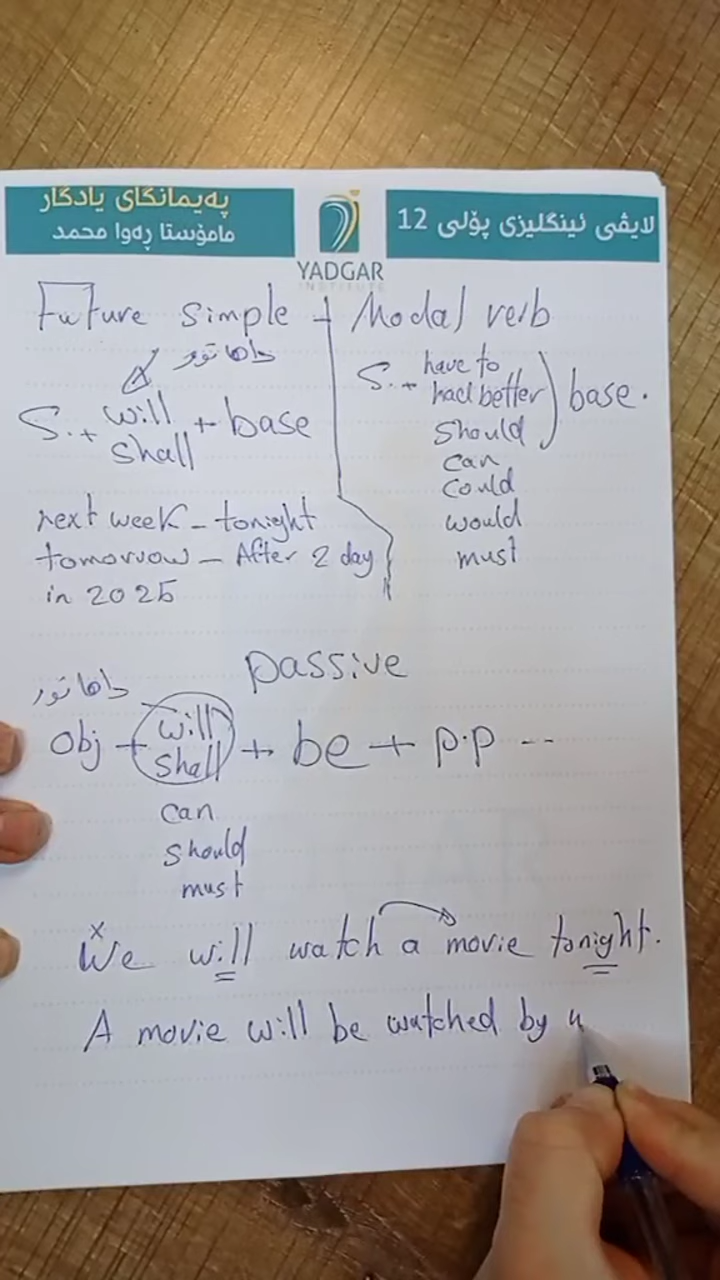 پەیمانگای یادگار
مامۆستا ڕەوا محمد
لایڤی ئینگلیزی پۆلی 12
YADGAR
INSTITUTE
Future simple
Modal verb
داهاتوو
S. + will + base
shall
S. + have to
had better
should
can
could
would
must
base.
next week - tonight
tomorrow - After 2 day
in 2025
passive
داهاتوو
obj + will + be + p.p --
shall
can
should
must
x
We will watch a movie tonight.
A movie will be watched by u